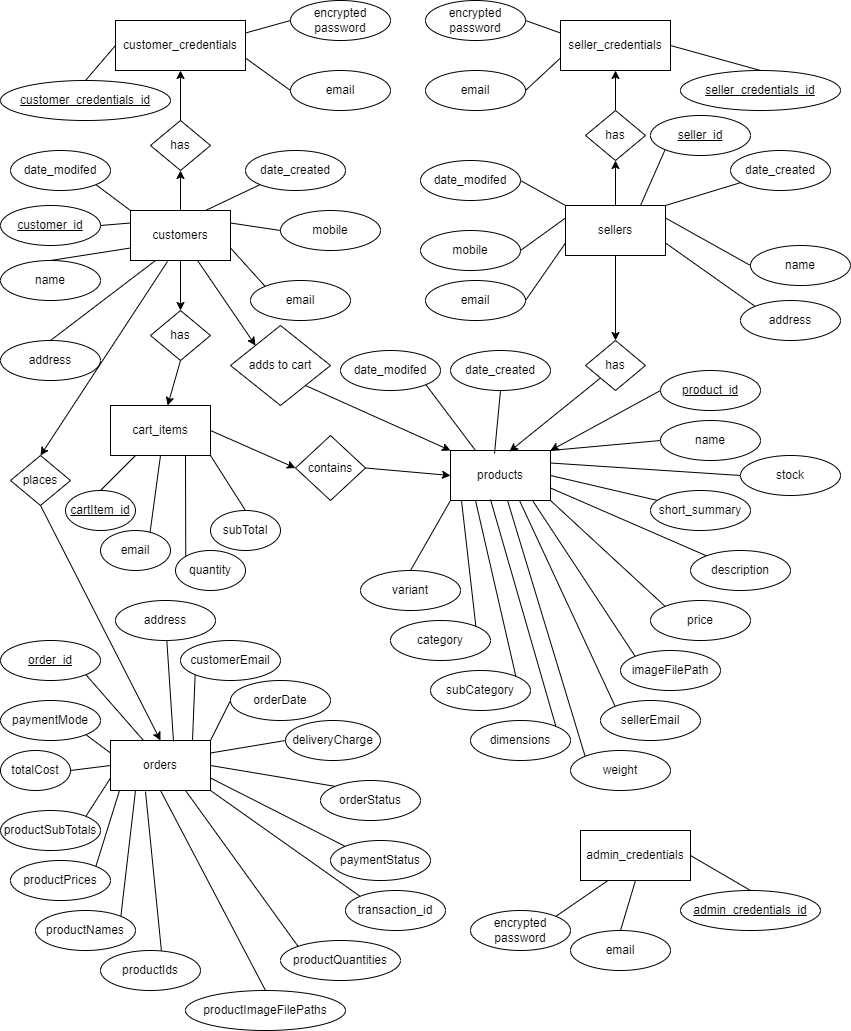 encrypted
password
customer_credentials
email
customer_credentials_id
has
encrypted
password
seller_credentials
email
seller_credentials_id
has
seller_id
date_modifed
date_created
customer_id
customers
mobile
name
email
address
date_modifed
date_created
sellers
mobile
name
email
address
has
adds to cart
has
date_modifed
date_created
product_id
cart_items
name
places
contains
products
stock
cartItem_id
short_summary
subTotal
email
quantity
description
variant
price
category
imageFilePath
subCategory
sellerEmail
dimensions
weight
address
order_id
customerEmail
orderDate
paymentMode
deliveryCharge
totalCost
orders
orderStatus
productSubTotals
paymentStatus
productPrices
transaction_id
productNames
productQuantities
productIds
productImageFilePaths
admin_credentials
encrypted
password
email
admin_credentials_id